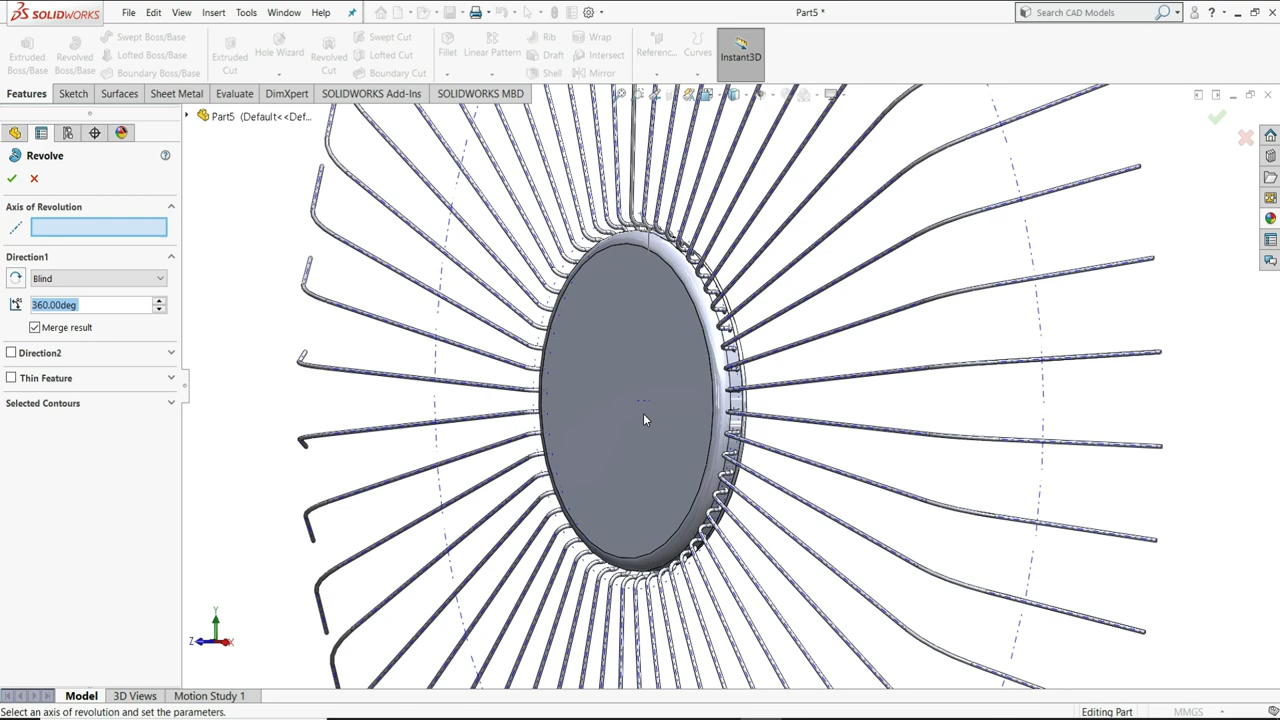 SOLIDWORKS File Edit View Insert Tools Window Help Part5 * Search CAD Models ?
Extruded Boss/Base Revolved Boss/Base Swept Boss/Base Lofted Boss/Base Boundary Boss/Base Extruded Cut Hole Wizard Revolved Cut Swept Cut Lofted Cut Boundary Cut Fillet Linear Pattern Rib Draft Shell Wrap Intersect Mirror Referenc... Curves Instant3D
Features Sketch Surfaces Sheet Metal Evaluate DimXpert SOLIDWORKS Add-Ins SOLIDWORKS MBD
Part5 (Default<<Def...
Revolve
Axis of Revolution
Direction1
Blind
360.00deg
Merge result
Direction2
Thin Feature
Selected Contours
Y
Z X
Model 3D Views Motion Study 1
Select an axis of revolution and set the parameters. Editing Part MMGS